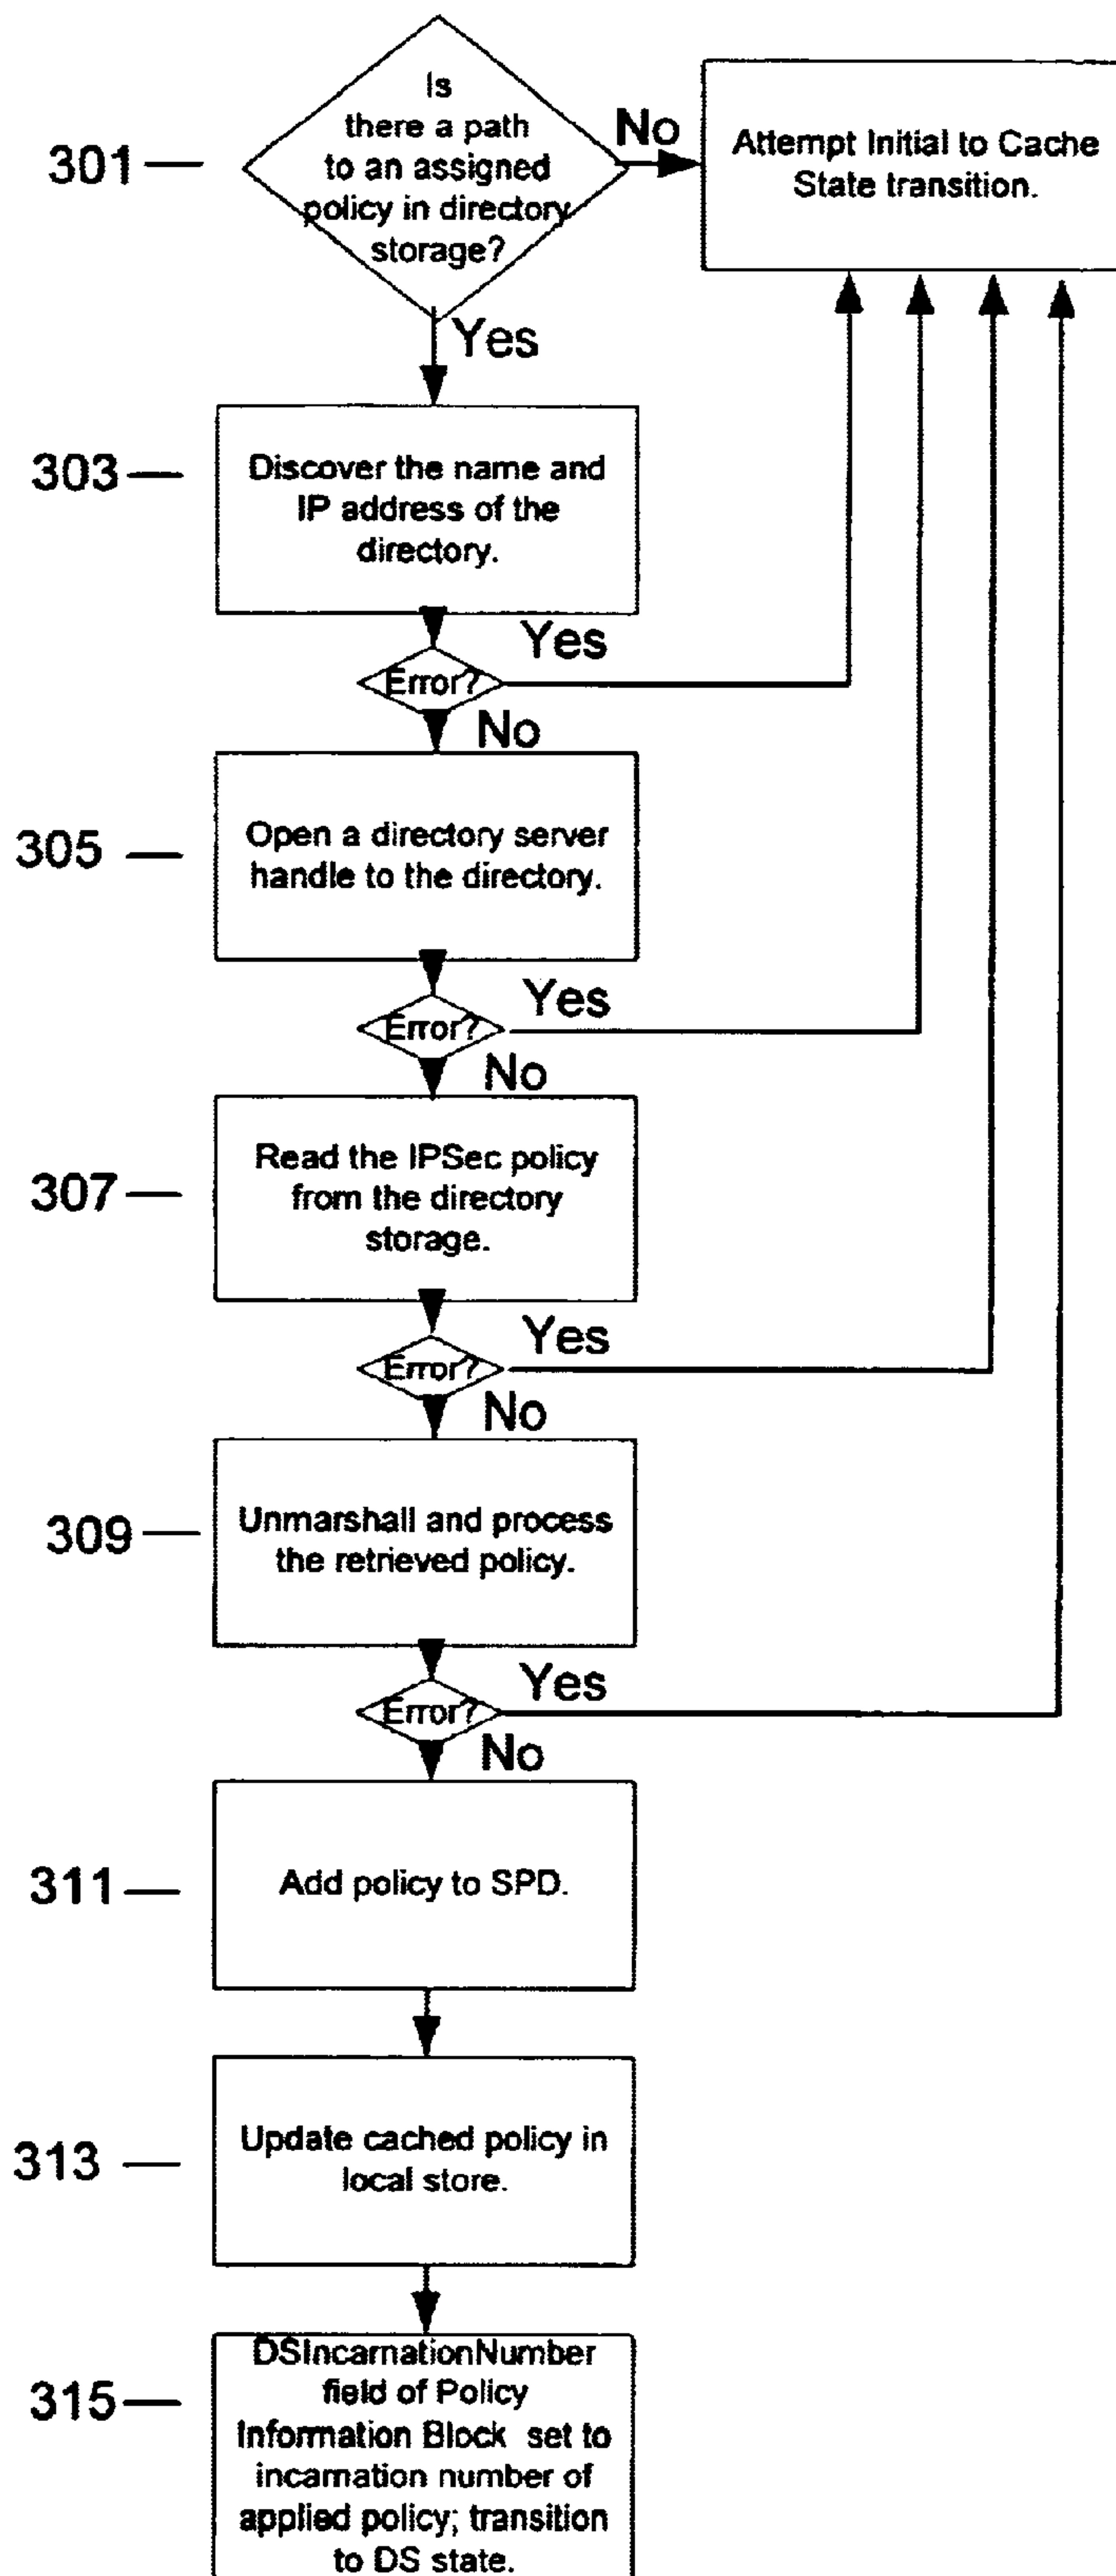 301
Is
there a path
to an assigned
policy in directory
storage?
No
Attempt Initial to Cache
State transition.
Yes
303
Discover the name and
IP address of the
directory.
Error?
Yes
No
305
Open a directory server
handle to the directory.
Error?
Yes
No
307
Read the IPSec policy
from the directory
storage.
Error?
Yes
No
309
Unmarshall and process
the retrieved policy.
Error?
Yes
No
311
Add policy to SPD.
313
Update cached policy in
local store.
315
DSIncarnationNumber
field of Policy
Information Block set to
incarnation number of
applied policy; transition
to DS state.